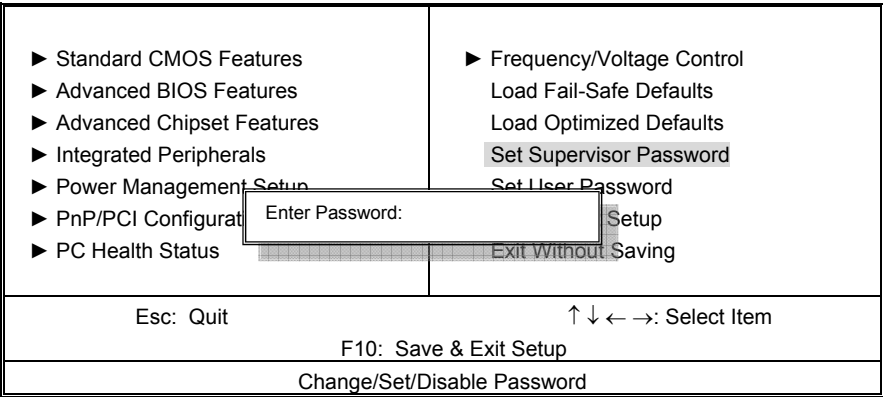 ► Standard CMOS Features
► Advanced BIOS Features
► Advanced Chipset Features
► Integrated Peripherals
► Power Management Setup
► PnP/PCI Configurat
► PC Health Status
► Frequency/Voltage Control
Load Fail-Safe Defaults
Load Optimized Defaults
Set Supervisor Password
Set User Password
Setup
Exit Without Saving
Enter Password:
Esc: Quit
↑ ↓ ← →: Select Item
F10: Save & Exit Setup
Change/Set/Disable Password